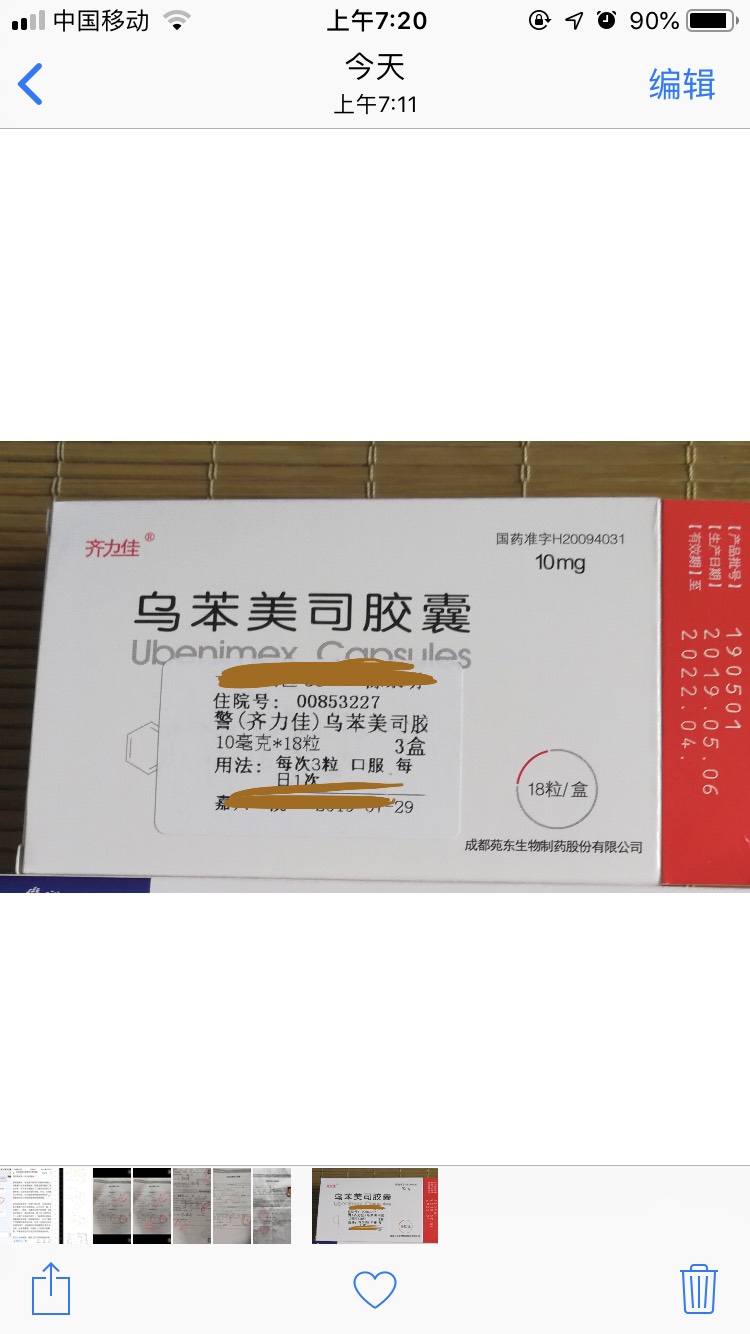 中国移动 上午7:20 90%
今天
上午7:11
编辑
齐力佳®
国药准字H20094031
10mg
乌苯美司胶囊
Ubenimex Capsules
住院号: 00853227
警(齐力佳)乌苯美司胶
10毫克*18粒 3盒
用法: 每次3粒 口服 每
日1次
嘉 29
18粒/盒
成都苑东生物制药股份有限公司
【产品批号】 190501
【生产日期】 2019.05.06
【有效期】至 2022.04.